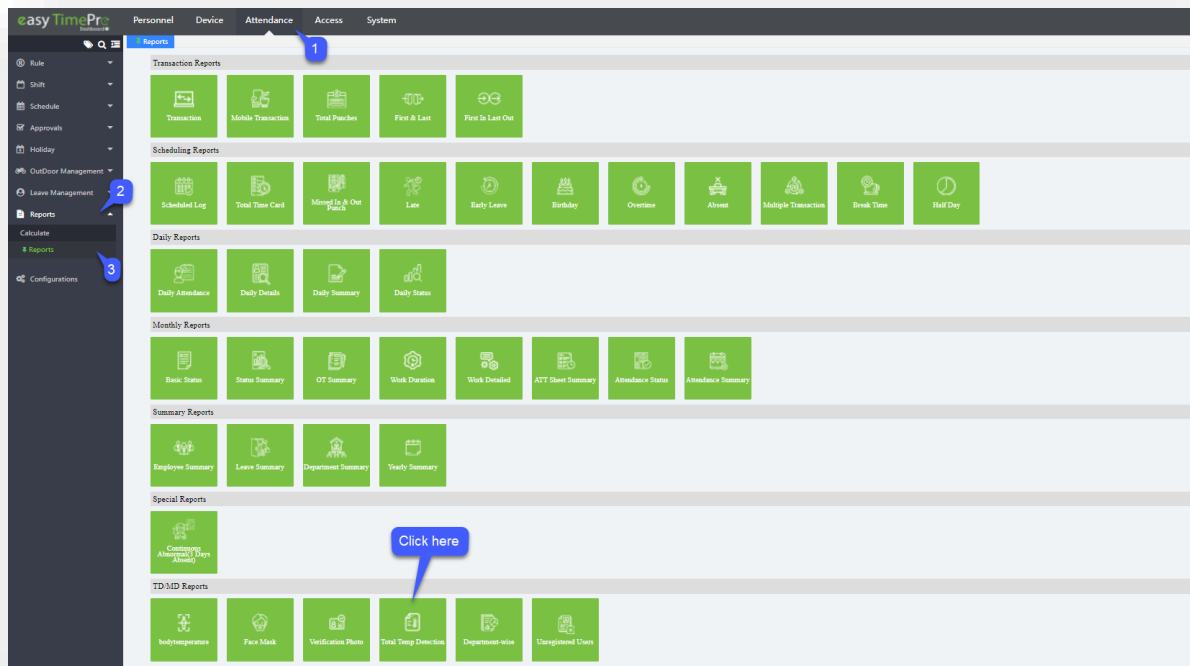 easy TimePro
Dashboard
Personnel Device Attendance Access System
Reports
1
Rule
Shift
Schedule
Approvals
Holiday
OutDoor Management
Leave Management
2
Reports
Calculate
Reports
3
Configurations
Transaction Reports
Transaction
Mobile Transaction
Total Punches
First & Last
First In Last Out
Scheduling Reports
Scheduled Log
Total Time Card
Missed In & Out
Punch
Late
Early Leave
Birthday
Overtime
Absent
Multiple Transaction
Break Time
Half Day
Daily Reports
Daily Attendance
Daily Details
Daily Summary
Daily Status
Monthly Reports
Basic Status
Status Summary
OT Summary
Work Duration
Work Detailed
ATT Sheet Summary
Attendance Status
Attendance Summary
Summary Reports
Employee Summary
Leave Summary
Department Summary
Yearly Summary
Special Reports
Continuous
Abnormal(3 Days
Absent)
Click here
TD/MD Reports
bodytemperature
Face Mask
Verification Photo
Total Temp Detection
Department-wise
Unregistered Users